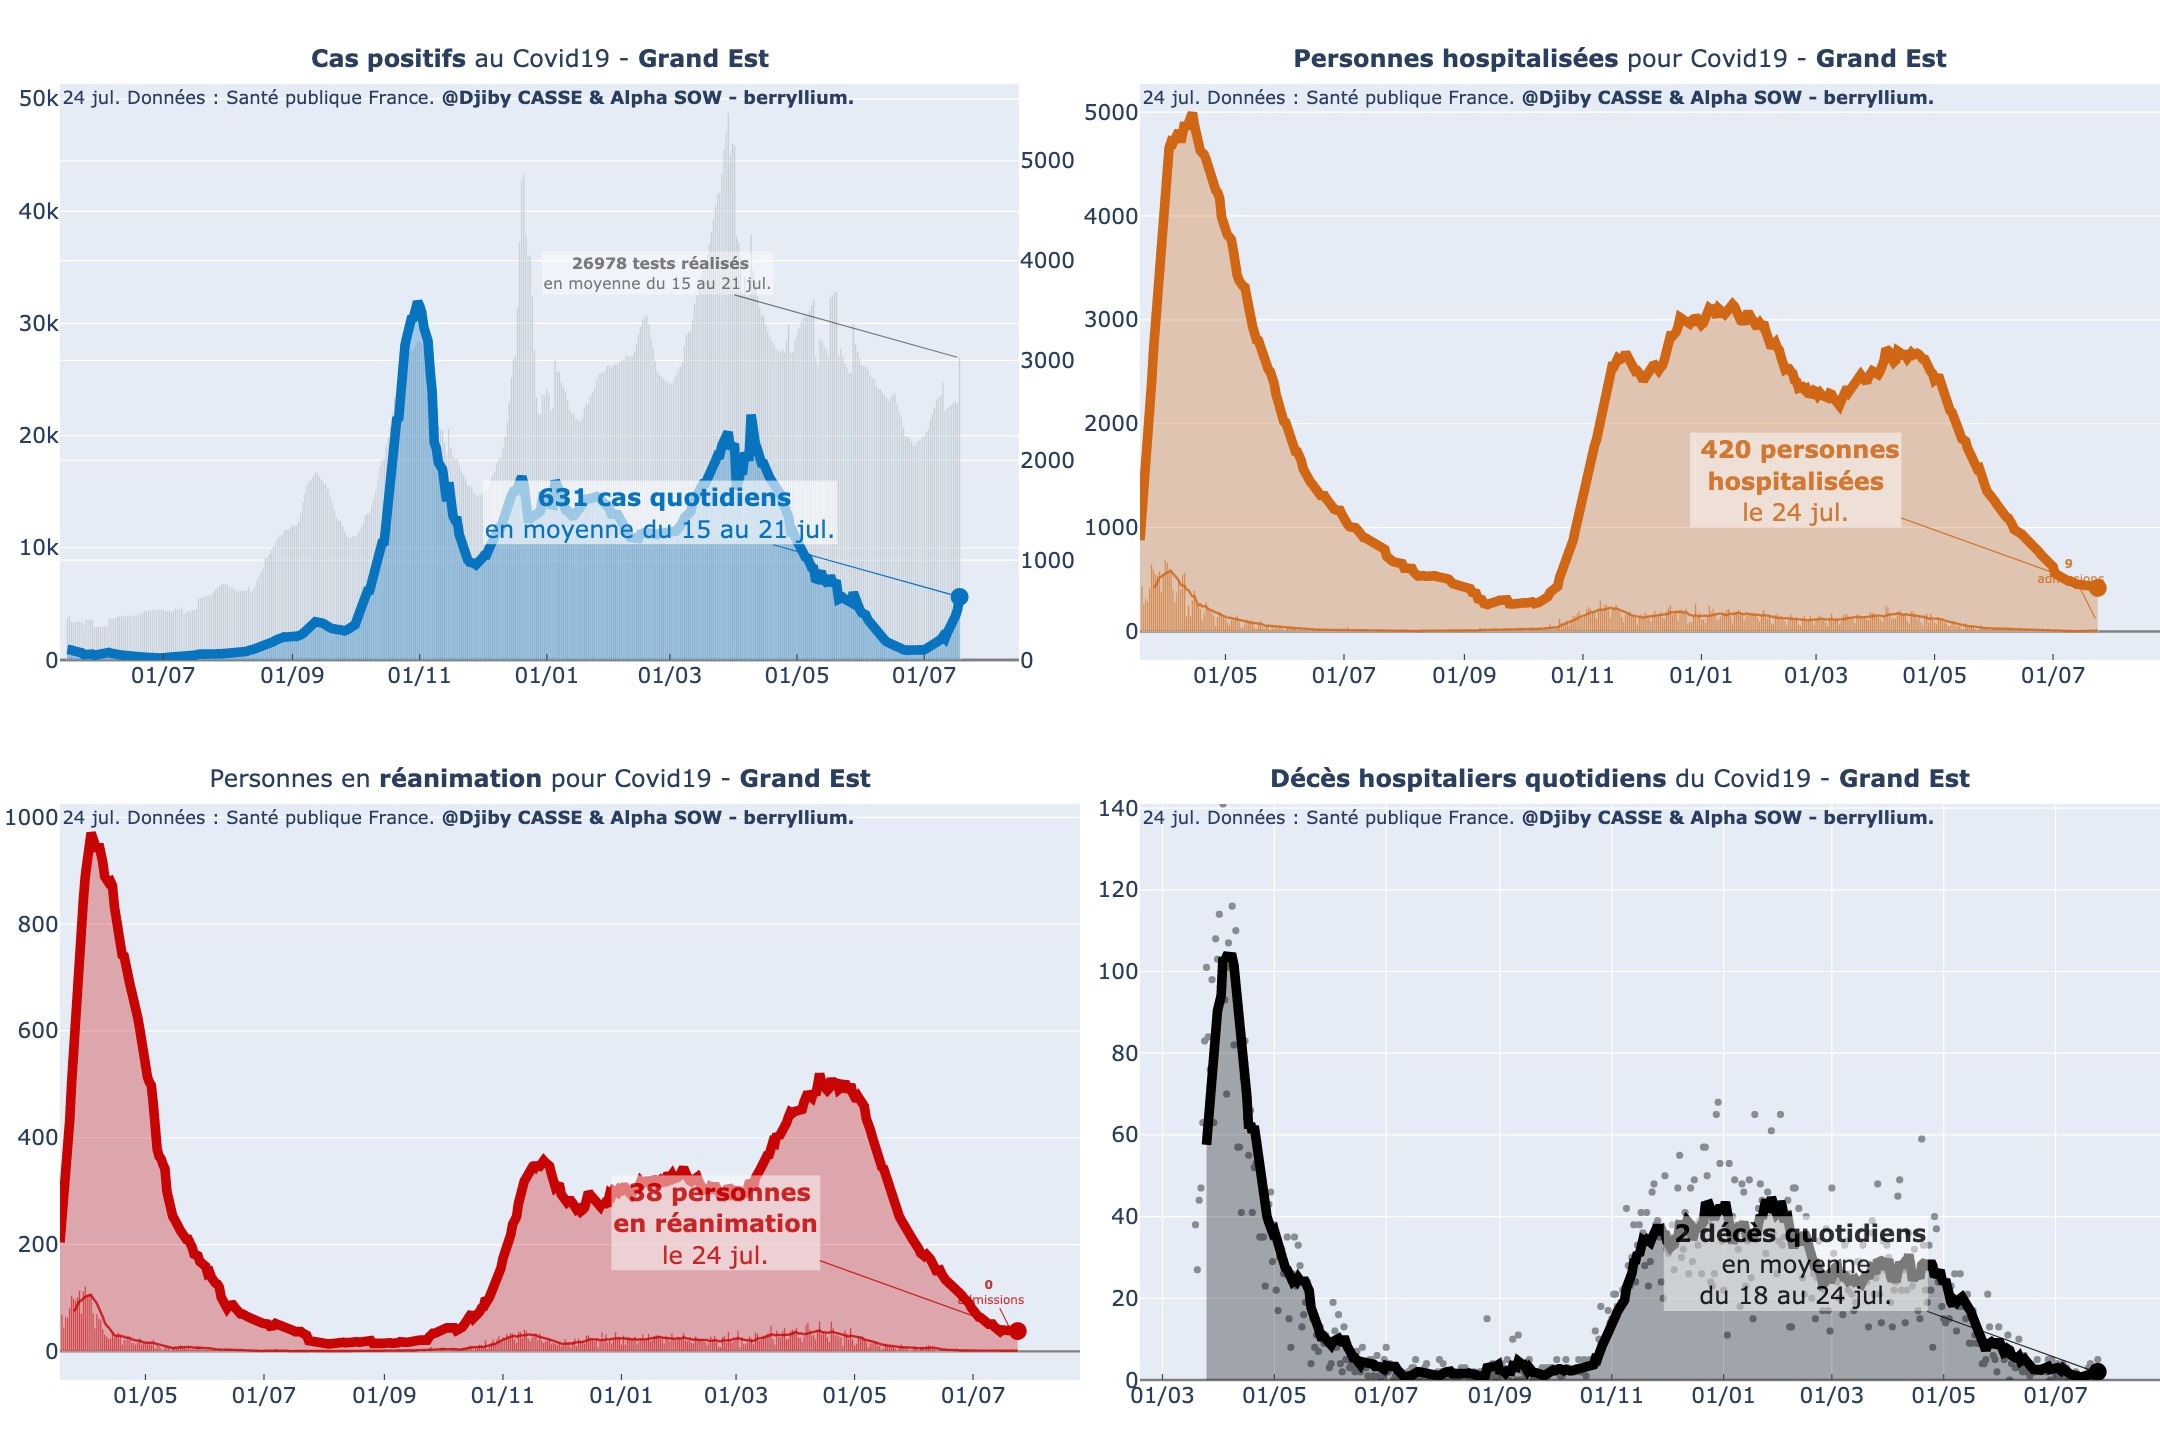 Cas positifs au Covid19 - Grand Est
24 jul. Données : Santé publique France. @Djiby CASSE & Alpha SOW - berryllium.
50k
40k
30k
20k
10k
0
5000
4000
3000
2000
1000
0
26978 tests réalisés
en moyenne du 15 au 21 jul.
631 cas quotidiens
en moyenne du 15 au 21 jul.
01/07 01/09 01/11 01/01 01/03 01/05 01/07
Personnes hospitalisées pour Covid19 - Grand Est
24 jul. Données : Santé publique France. @Djiby CASSE & Alpha SOW - berryllium.
5000
4000
3000
2000
1000
0
420 personnes
hospitalisées
le 24 jul.
9
admissions
01/05 01/07 01/09 01/11 01/01 01/03 01/05 01/07
Personnes en réanimation pour Covid19 - Grand Est
24 jul. Données : Santé publique France. @Djiby CASSE & Alpha SOW - berryllium.
1000
800
600
400
200
0
38 personnes
en réanimation
le 24 jul.
0
admissions
01/05 01/07 01/09 01/11 01/01 01/03 01/05 01/07
Décès hospitaliers quotidiens du Covid19 - Grand Est
24 jul. Données : Santé publique France. @Djiby CASSE & Alpha SOW - berryllium.
140
120
100
80
60
40
20
0
2 décès quotidiens
en moyenne
du 18 au 24 jul.
01/03 01/05 01/07 01/09 01/11 01/01 01/03 01/05 01/07